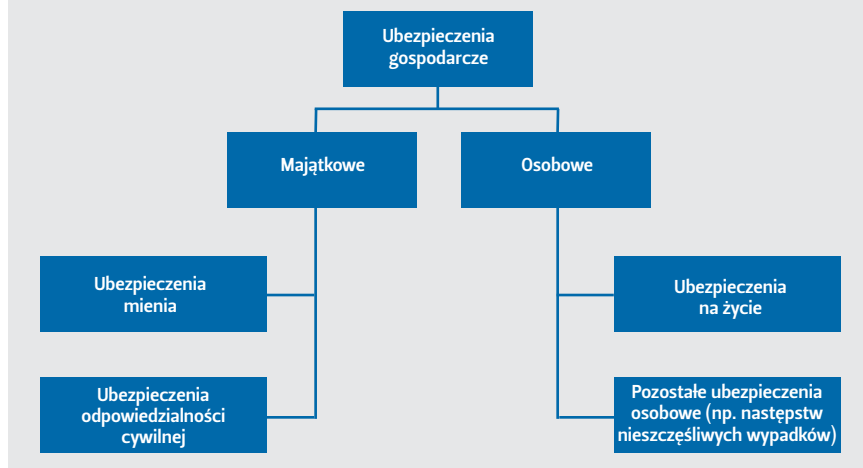 Ubezpieczenia
gospodarcze
Majątkowe
Osobowe
Ubezpieczenia
mienia
Ubezpieczenia
na życie
Ubezpieczenia
odpowiedzialności
cywilnej
Pozostałe ubezpieczenia
osobowe (np. następstw
nieszczęśliwych wypadków)